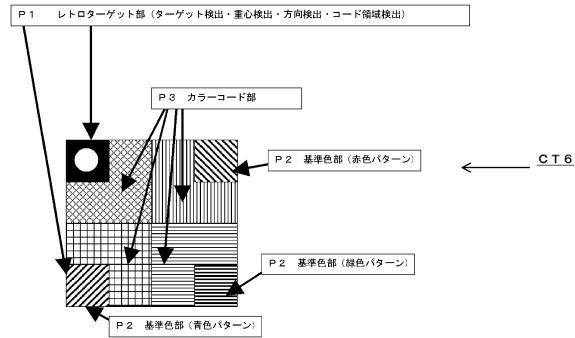 Ｐ１　レトロターゲット部（ターゲット検出・重心検出・方向検出・コード領域検出）
Ｐ３　カラーコード部
Ｐ２　基準色部（赤色パターン）
ＣＴ６
Ｐ２　基準色部（緑色パターン）
Ｐ２　基準色部（青色パターン）